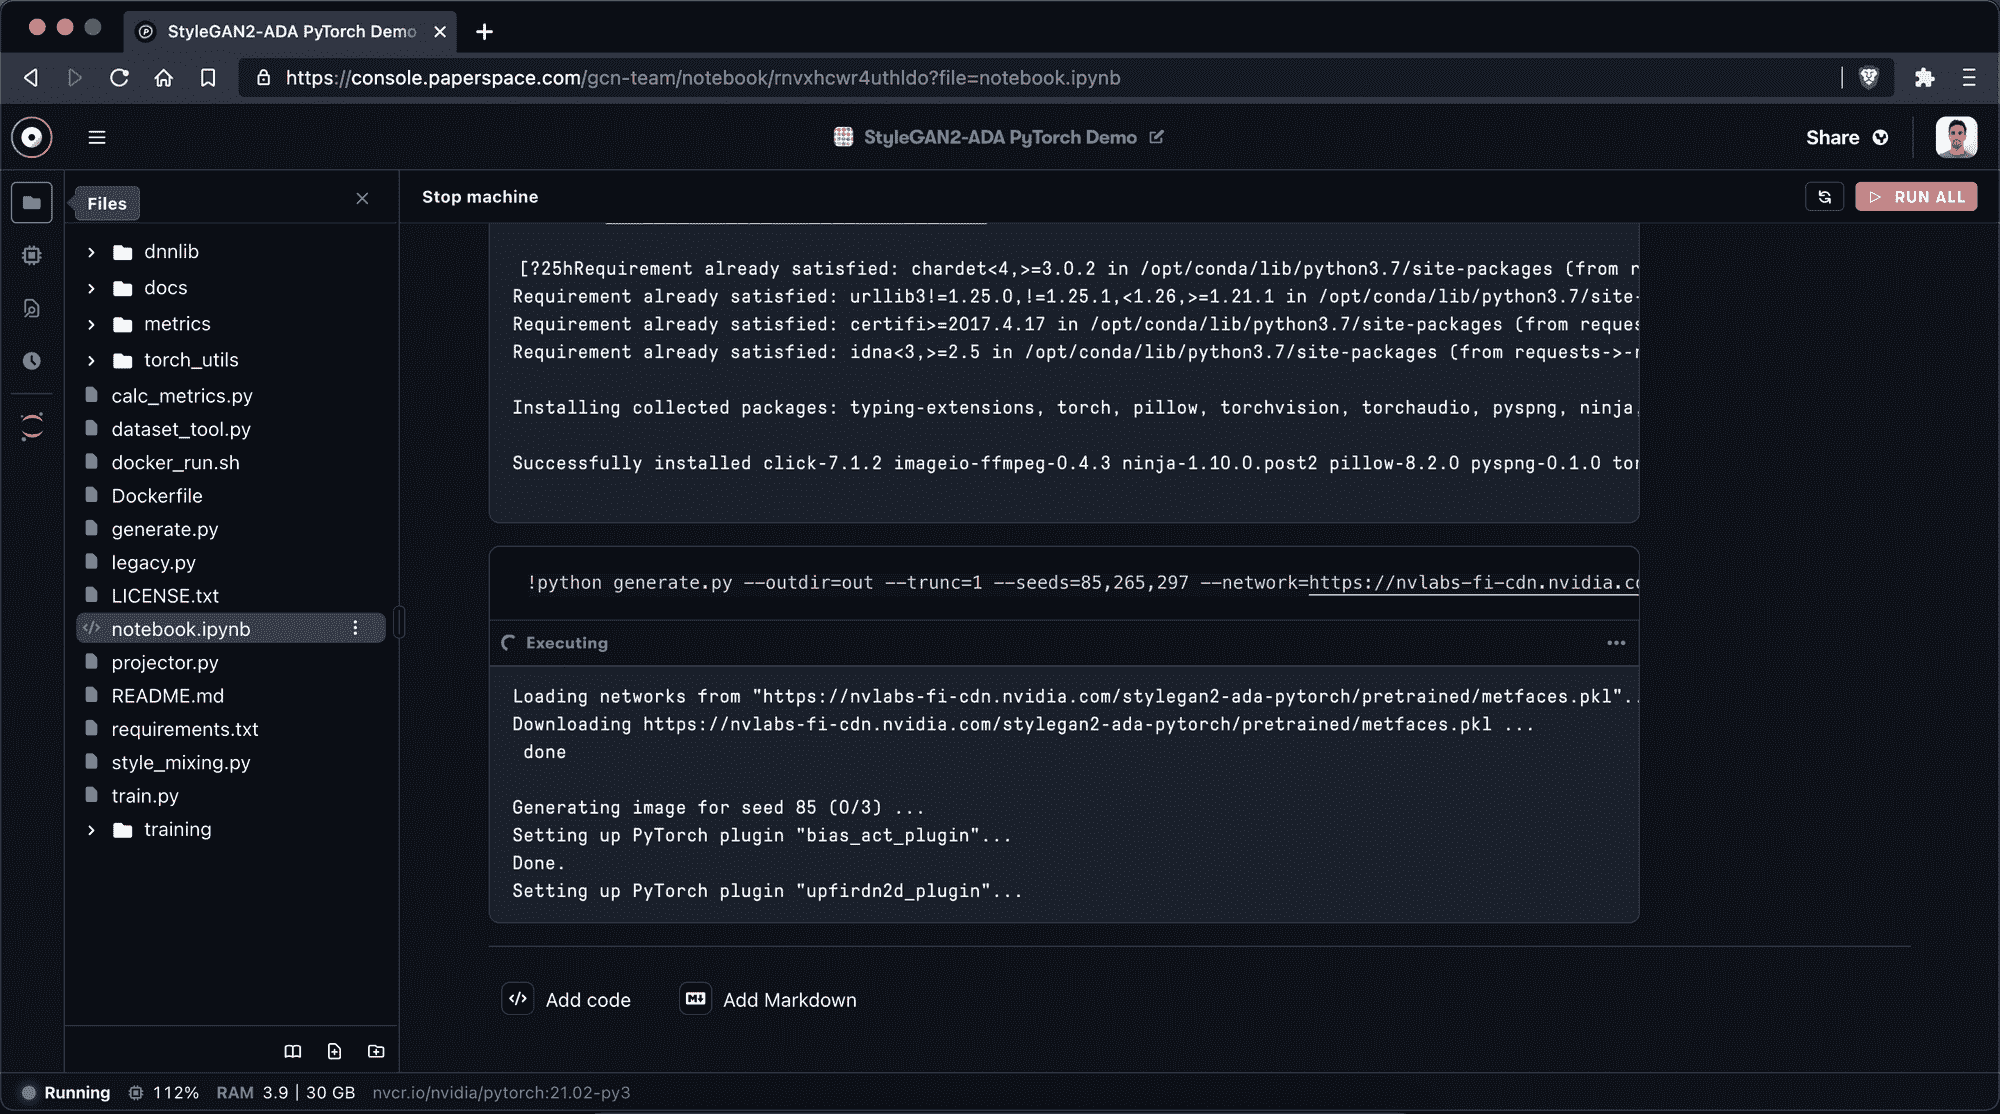 StyleGAN2-ADA PyTorch Demo
https://console.paperspace.com/gcn-team/notebook/rnvxhcwr4uthldo?file=notebook.ipynb
StyleGAN2-ADA PyTorch Demo
Share
Files
Stop machine
RUN ALL
dnnlib
docs
metrics
torch_utils
calc_metrics.py
dataset_tool.py
docker_run.sh
Dockerfile
generate.py
legacy.py
LICENSE.txt
notebook.ipynb
projector.py
README.md
requirements.txt
style_mixing.py
train.py
training
[?25hRequirement already satisfied: chardet<4,>=3.0.2 in /opt/conda/lib/python3.7/site-packages (from r
Requirement already satisfied: urllib3!=1.25.0,!=1.25.1,<1.26,>=1.21.1 in /opt/conda/lib/python3.7/site-
Requirement already satisfied: certifi>=2017.4.17 in /opt/conda/lib/python3.7/site-packages (from reques
Requirement already satisfied: idna<3,>=2.5 in /opt/conda/lib/python3.7/site-packages (from requests->-r
Installing collected packages: typing-extensions, torch, pillow, torchvision, torchaudio, pyspng, ninja,
Successfully installed click-7.1.2 imageio-ffmpeg-0.4.3 ninja-1.10.0.post2 pillow-8.2.0 pyspng-0.1.0 tor
!python generate.py --outdir=out --trunc=1 --seeds=85,265,297 --network=https://nvlabs-fi-cdn.nvidia.co
Executing
Loading networks from "https://nvlabs-fi-cdn.nvidia.com/stylegan2-ada-pytorch/pretrained/metfaces.pkl"..
Downloading https://nvlabs-fi-cdn.nvidia.com/stylegan2-ada-pytorch/pretrained/metfaces.pkl ...
done
Generating image for seed 85 (0/3) ...
Setting up PyTorch plugin "bias_act_plugin"...
Done.
Setting up PyTorch plugin "upfirdn2d_plugin"...
Add code
M↓
Add Markdown
Running 112% RAM 3.9 | 30 GB nvcr.io/nvidia/pytorch:21.02-py3